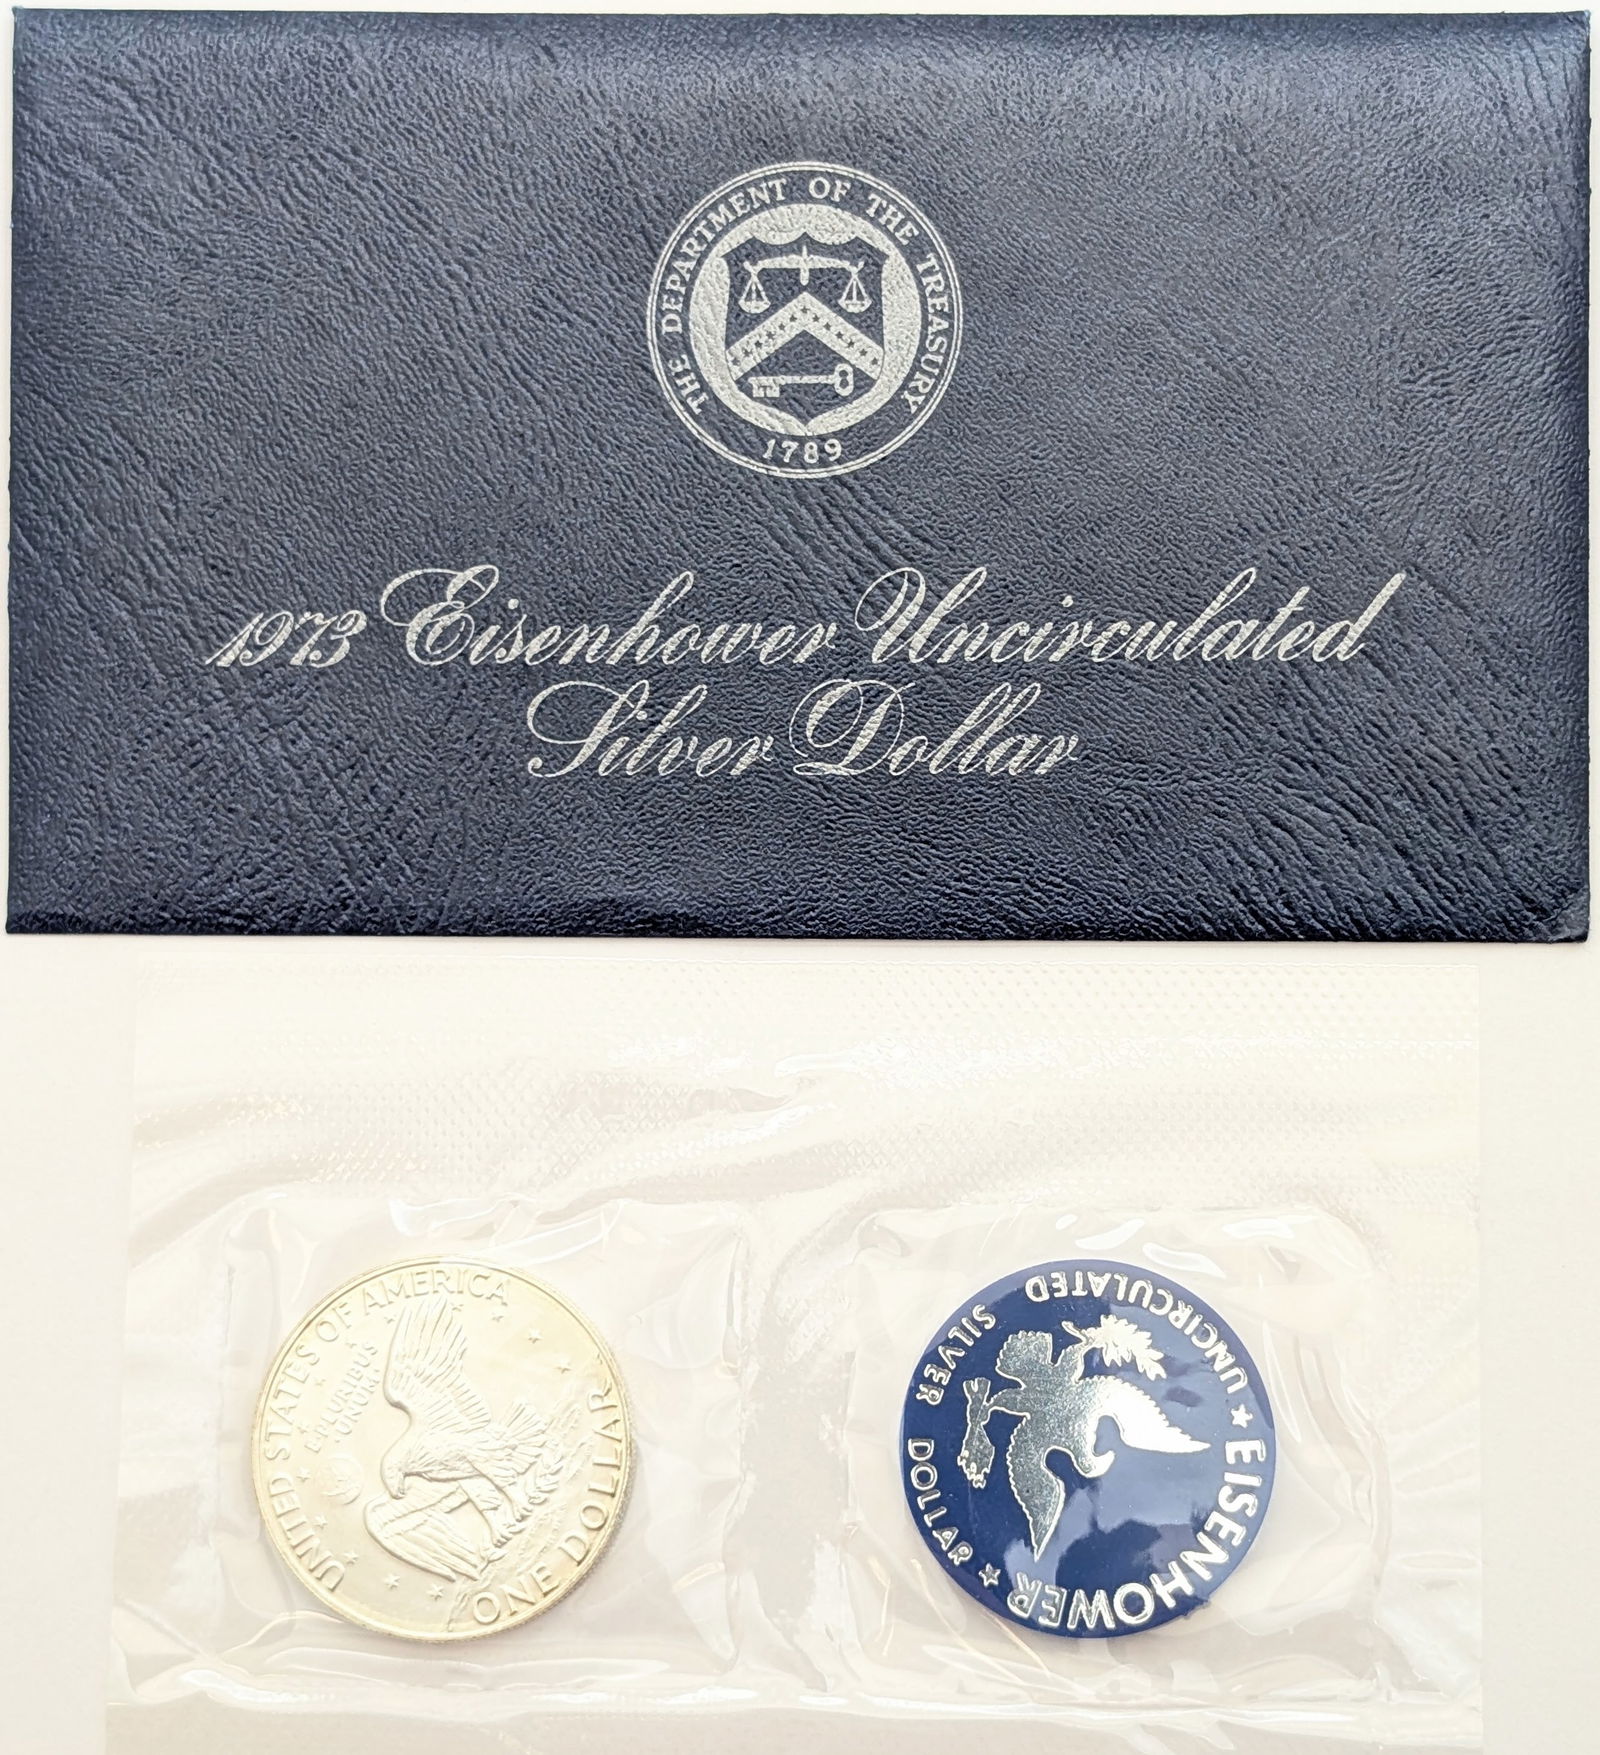 THE DEPARTMENT OF THE TREASURY
1789
1973 Eisenhower Uncirculated
Silver Dollar
UNITED STATES OF AMERICA
E PLURIBUS
UNUM
ONE DOLLAR
EISENHOWER
UNCIRCULATED SILVER DOLLAR